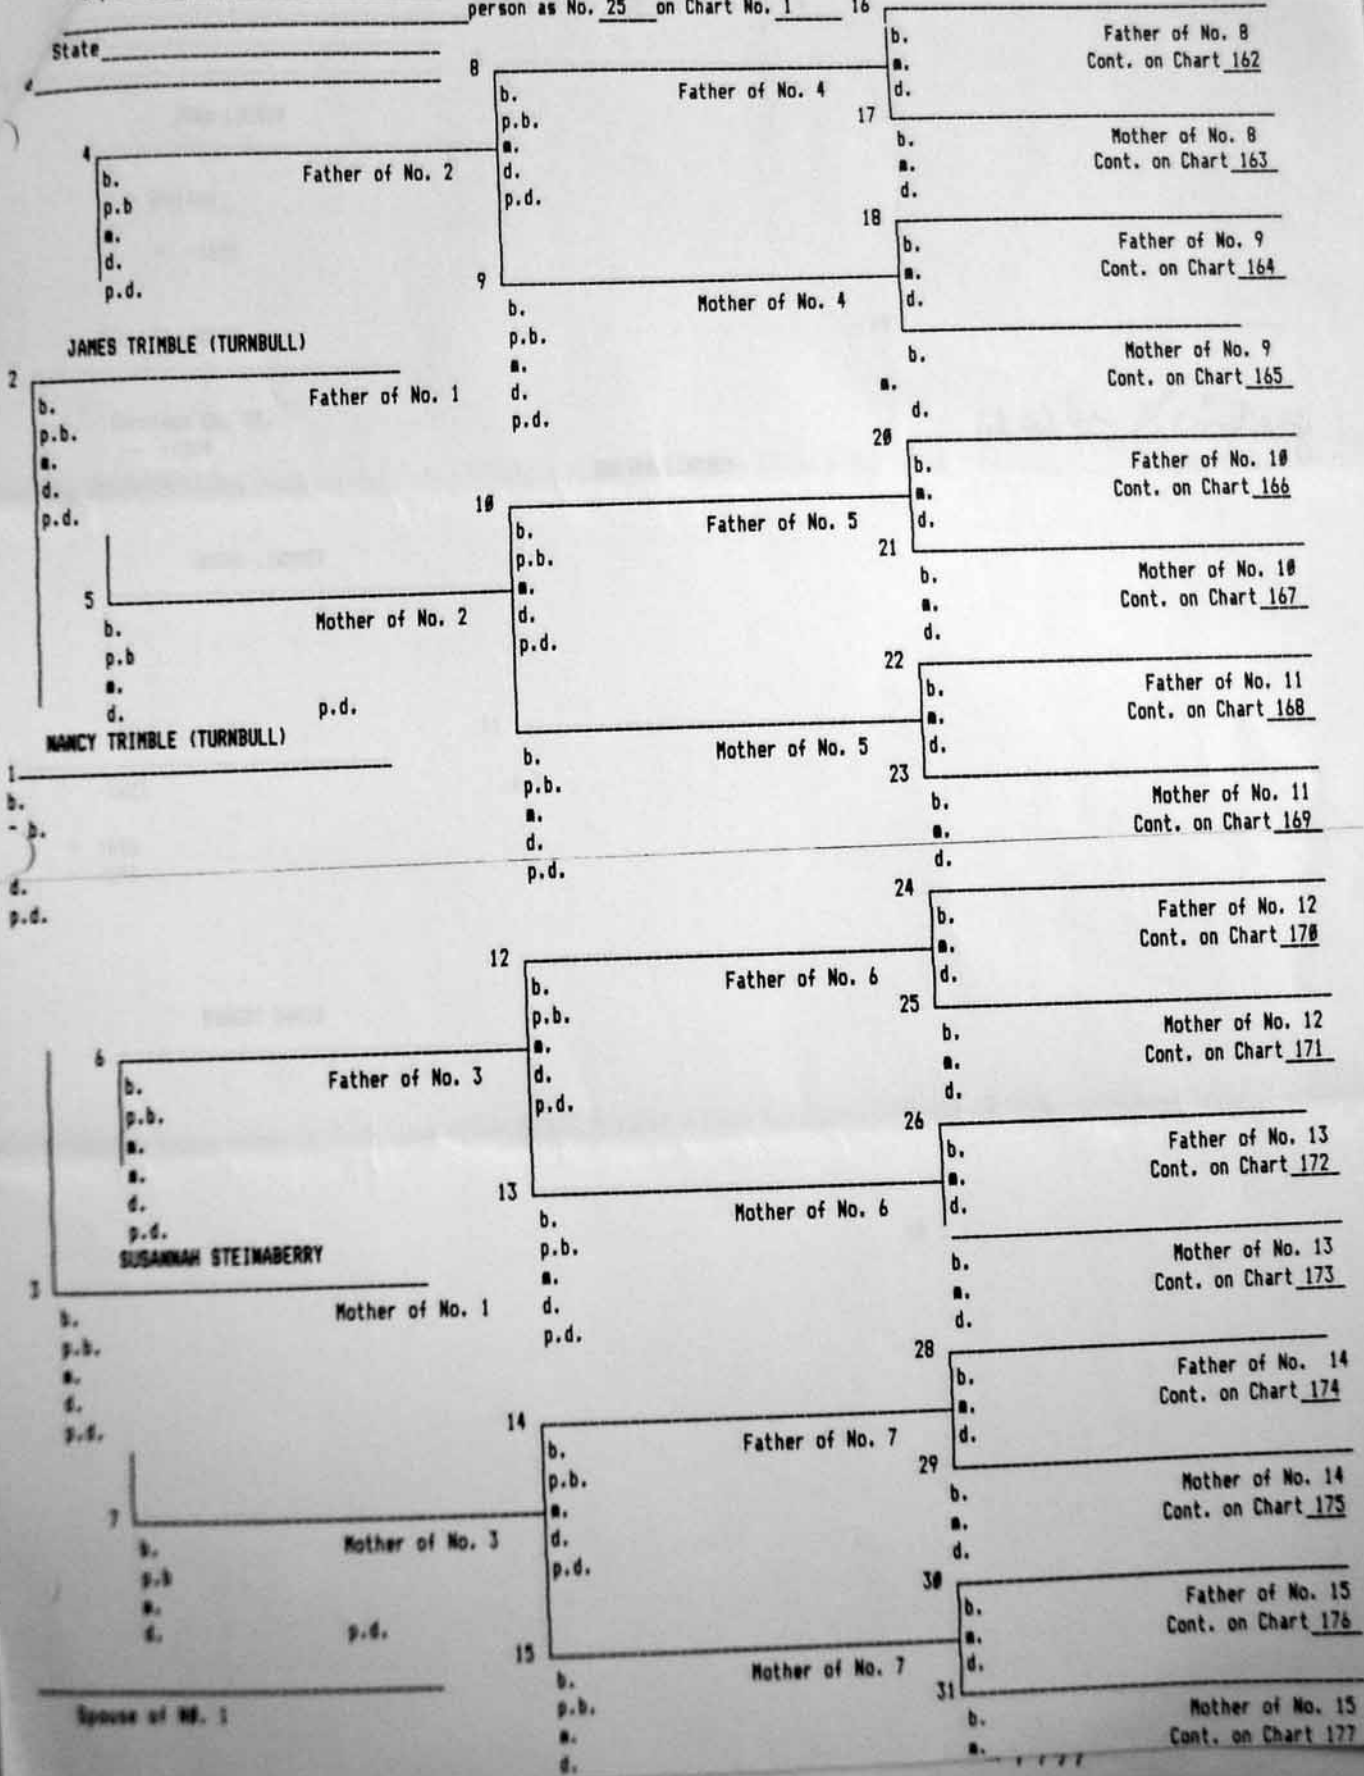 person as No. 25 on Chart No. 1
16
State
b. Father of No. 8
m. Cont. on Chart 162
d.
8
b. Father of No. 4
p.b.
m.
d.
p.d.
17
b. Mother of No. 8
m. Cont. on Chart 163
d.
4
b. Father of No. 2
p.b
m.
d.
p.d.
18
b. Father of No. 9
m. Cont. on Chart 164
d.
9
b. Mother of No. 4
p.b.
m.
d.
p.d.
b. Mother of No. 9
m. Cont. on Chart 165
d.
JAMES TRIMBLE (TURNBULL)
2
b. Father of No. 1
p.b.
m.
d.
p.d.
20
b. Father of No. 10
m. Cont. on Chart 166
d.
10
b. Father of No. 5
p.b.
m.
d.
p.d.
21
b. Mother of No. 10
m. Cont. on Chart 167
d.
5
b. Mother of No. 2
p.b
m.
d. p.d.
22
b. Father of No. 11
m. Cont. on Chart 168
d.
b. Mother of No. 5
p.b.
m.
d.
p.d.
23
b. Mother of No. 11
m. Cont. on Chart 169
d.
NANCY TRIMBLE (TURNBULL)
1
b.
b.
d.
p.d.
24
b. Father of No. 12
m. Cont. on Chart 170
d.
12
b. Father of No. 6
p.b.
m.
d.
p.d.
25
b. Mother of No. 12
m. Cont. on Chart 171
d.
6
b. Father of No. 3
p.b.
m.
m.
d.
p.d.
26
b. Father of No. 13
m. Cont. on Chart 172
d.
13
b. Mother of No. 6
p.b.
m.
d.
p.d.
b. Mother of No. 13
m. Cont. on Chart 173
d.
SUSANNAH STEINABERRY
3
b. Mother of No. 1
p.b.
m.
d.
p.d.
28
b. Father of No. 14
m. Cont. on Chart 174
d.
14
b. Father of No. 7
p.b.
m.
d.
p.d.
29
b. Mother of No. 14
m. Cont. on Chart 175
d.
7
b. Mother of No. 3
p.b
m.
d. p.d.
30
b. Father of No. 15
m. Cont. on Chart 176
d.
15
b. Mother of No. 7
p.b.
m.
d.
31
b. Mother of No. 15
m. Cont. on Chart 177
Spouse of NO. 1